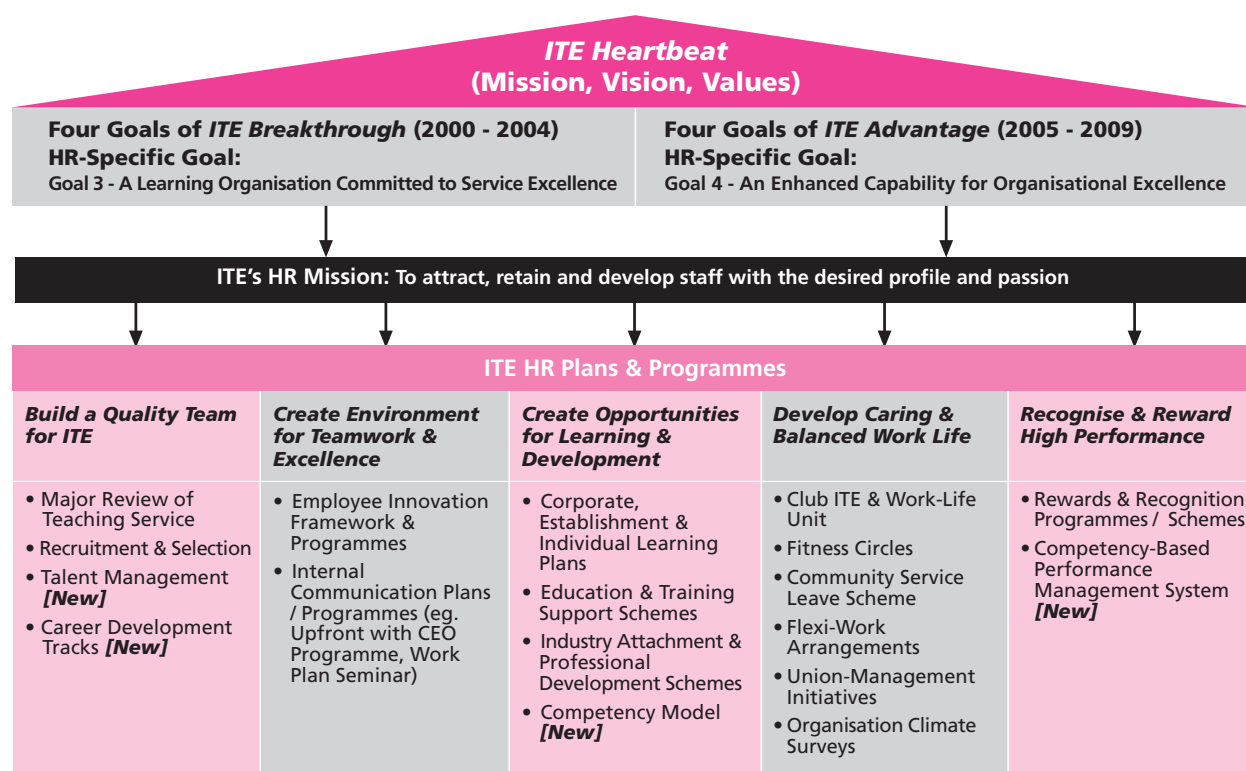 ITE Heartbeat
(Mission, Vision, Values)
Four Goals of ITE Breakthrough (2000 - 2004)
HR-Specific Goal:
Goal 3 - A Learning Organisation Committed to Service Excellence
Four Goals of ITE Advantage (2005 - 2009)
HR-Specific Goal:
Goal 4 - An Enhanced Capability for Organisational Excellence
ITE's HR Mission: To attract, retain and develop staff with the desired profile and passion
ITE HR Plans & Programmes
Build a Quality Team
for ITE
• Major Review of
Teaching Service
• Recruitment & Selection
• Talent Management
[New]
• Career Development
Tracks [New]
Create Environment
for Teamwork &
Excellence
• Employee Innovation
Framework &
Programmes
• Internal
Communication Plans
/ Programmes (eg.
Upfront with CEO
Programme, Work
Plan Seminar)
Create Opportunities
for Learning &
Development
• Corporate,
Establishment &
Individual Learning
Plans
• Education & Training
Support Schemes
• Industry Attachment &
Professional
Development Schemes
• Competency Model
[New]
Develop Caring &
Balanced Work Life
• Club ITE & Work-Life
Unit
• Fitness Circles
• Community Service
Leave Scheme
• Flexi-Work
Arrangements
• Union-Management
Initiatives
• Organisation Climate
Surveys
Recognise & Reward
High Performance
• Rewards & Recognition
Programmes / Schemes
• Competency-Based
Performance
Management System
[New]